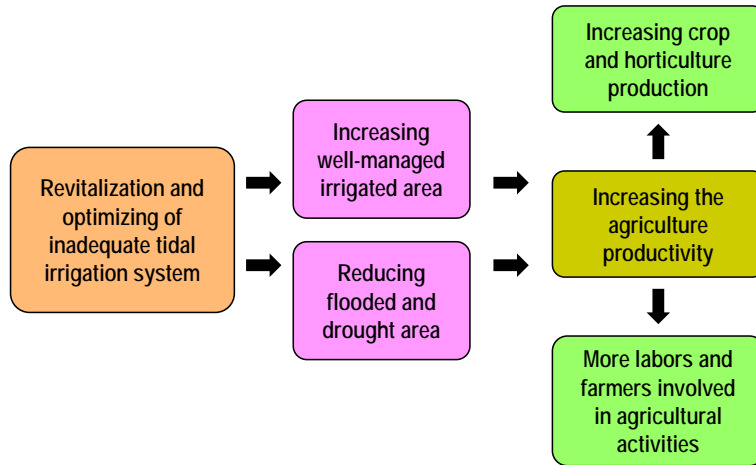 Revitalization and
optimizing of
inadequate tidal
irrigation system
Increasing
well-managed
irrigated area
Reducing
flooded and
drought area
Increasing crop
and horticulture
production
Increasing the
agriculture
productivity
More labors and
farmers involved
in agricultural
activities